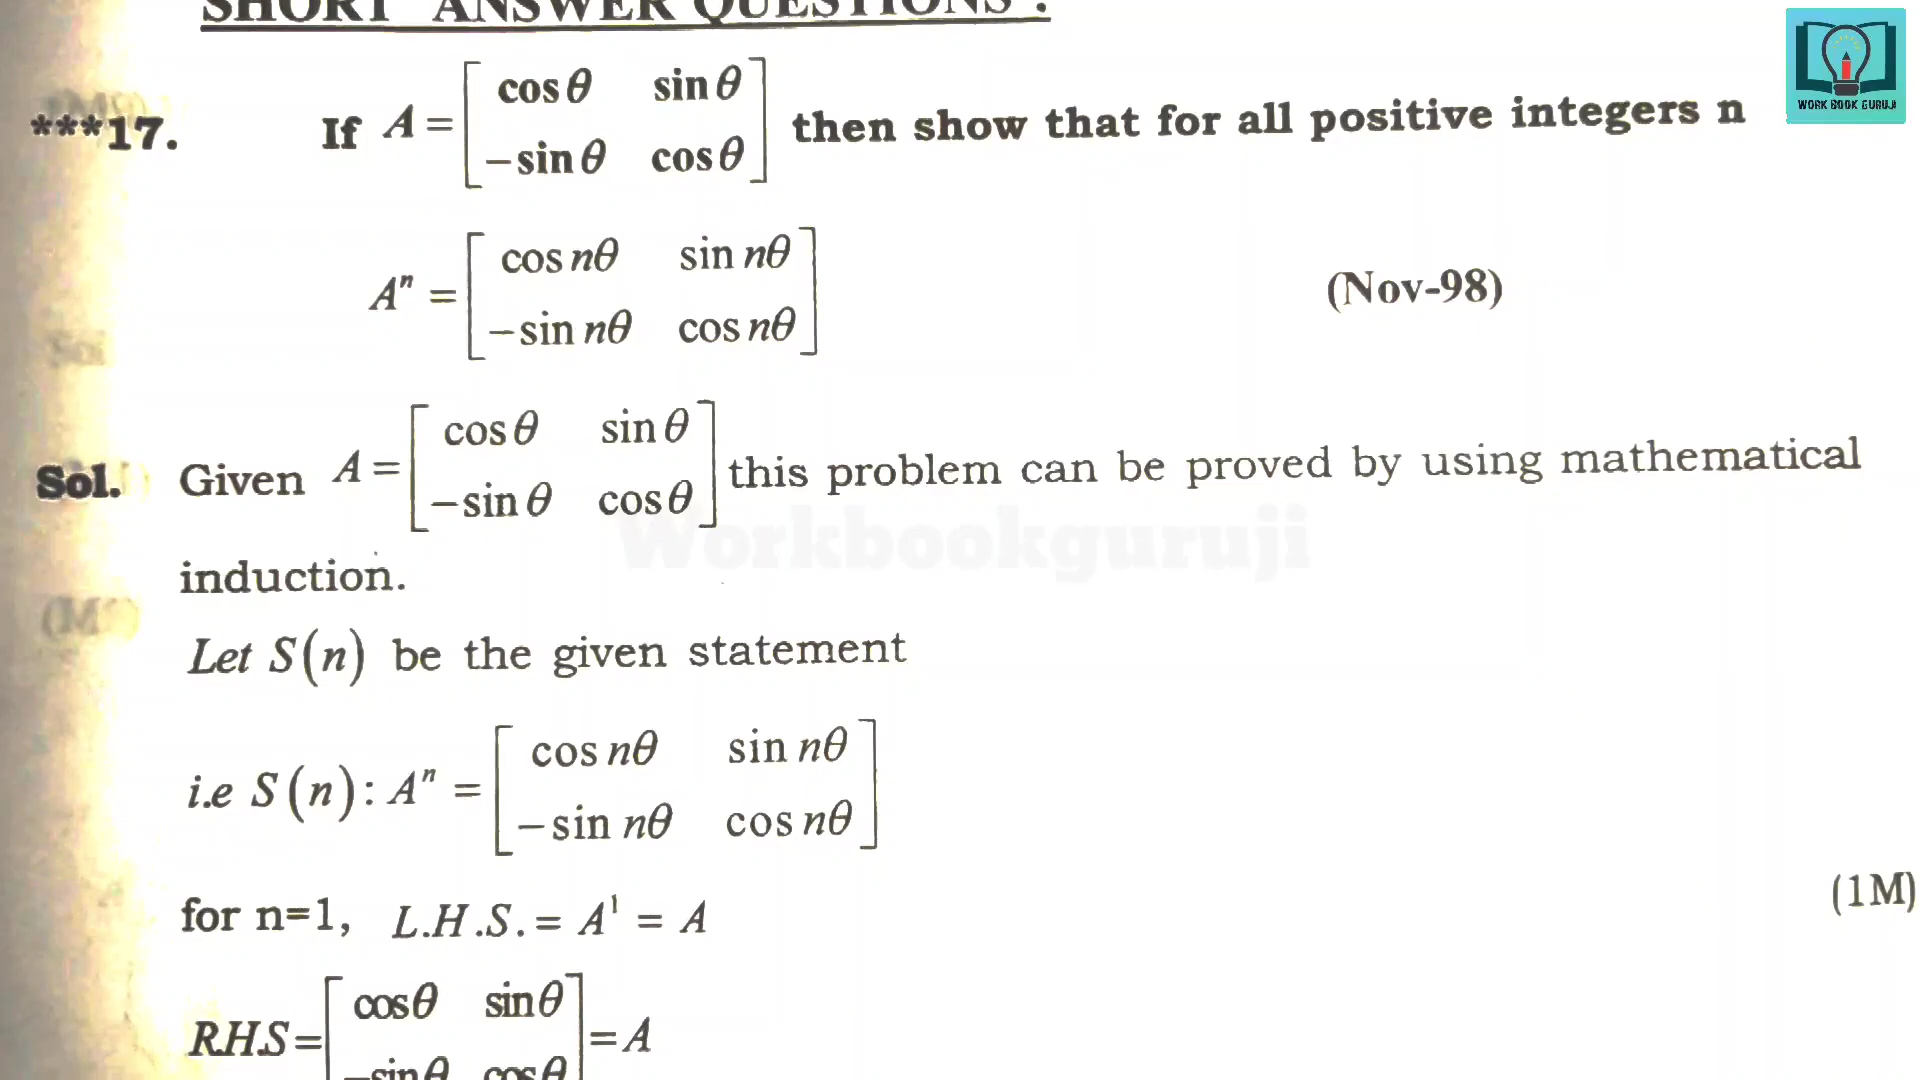 SHORT ANSWER QUESTIONS :
WORK BOOK GURUJI
***17. If A = [cos θ sin θ; −sin θ cos θ] then show that for all positive integers n
Aⁿ = [cos nθ sin nθ; −sin nθ cos nθ] (Nov-98)
Sol. Given A = [cos θ sin θ; −sin θ cos θ] this problem can be proved by using mathematical
Workbookguruji
induction.
Let S(n) be the given statement
i.e S(n) : Aⁿ = [cos nθ sin nθ; −sin nθ cos nθ]
(1M)
for n=1, L.H.S. = A¹ = A
R.H.S = [cos θ sin θ; −sin θ cos θ] = A